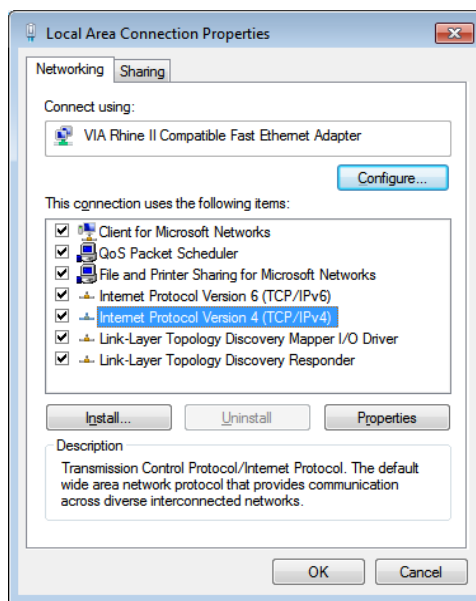 Local Area Connection Properties
Networking Sharing
Connect using:
VIA Rhine II Compatible Fast Ethernet Adapter
Configure...
This connection uses the following items:
Client for Microsoft Networks
QoS Packet Scheduler
File and Printer Sharing for Microsoft Networks
Internet Protocol Version 6 (TCP/IPv6)
Internet Protocol Version 4 (TCP/IPv4)
Link-Layer Topology Discovery Mapper I/O Driver
Link-Layer Topology Discovery Responder
Install... Uninstall Properties
Description
Transmission Control Protocol/Internet Protocol. The default
wide area network protocol that provides communication
across diverse interconnected networks.
OK Cancel